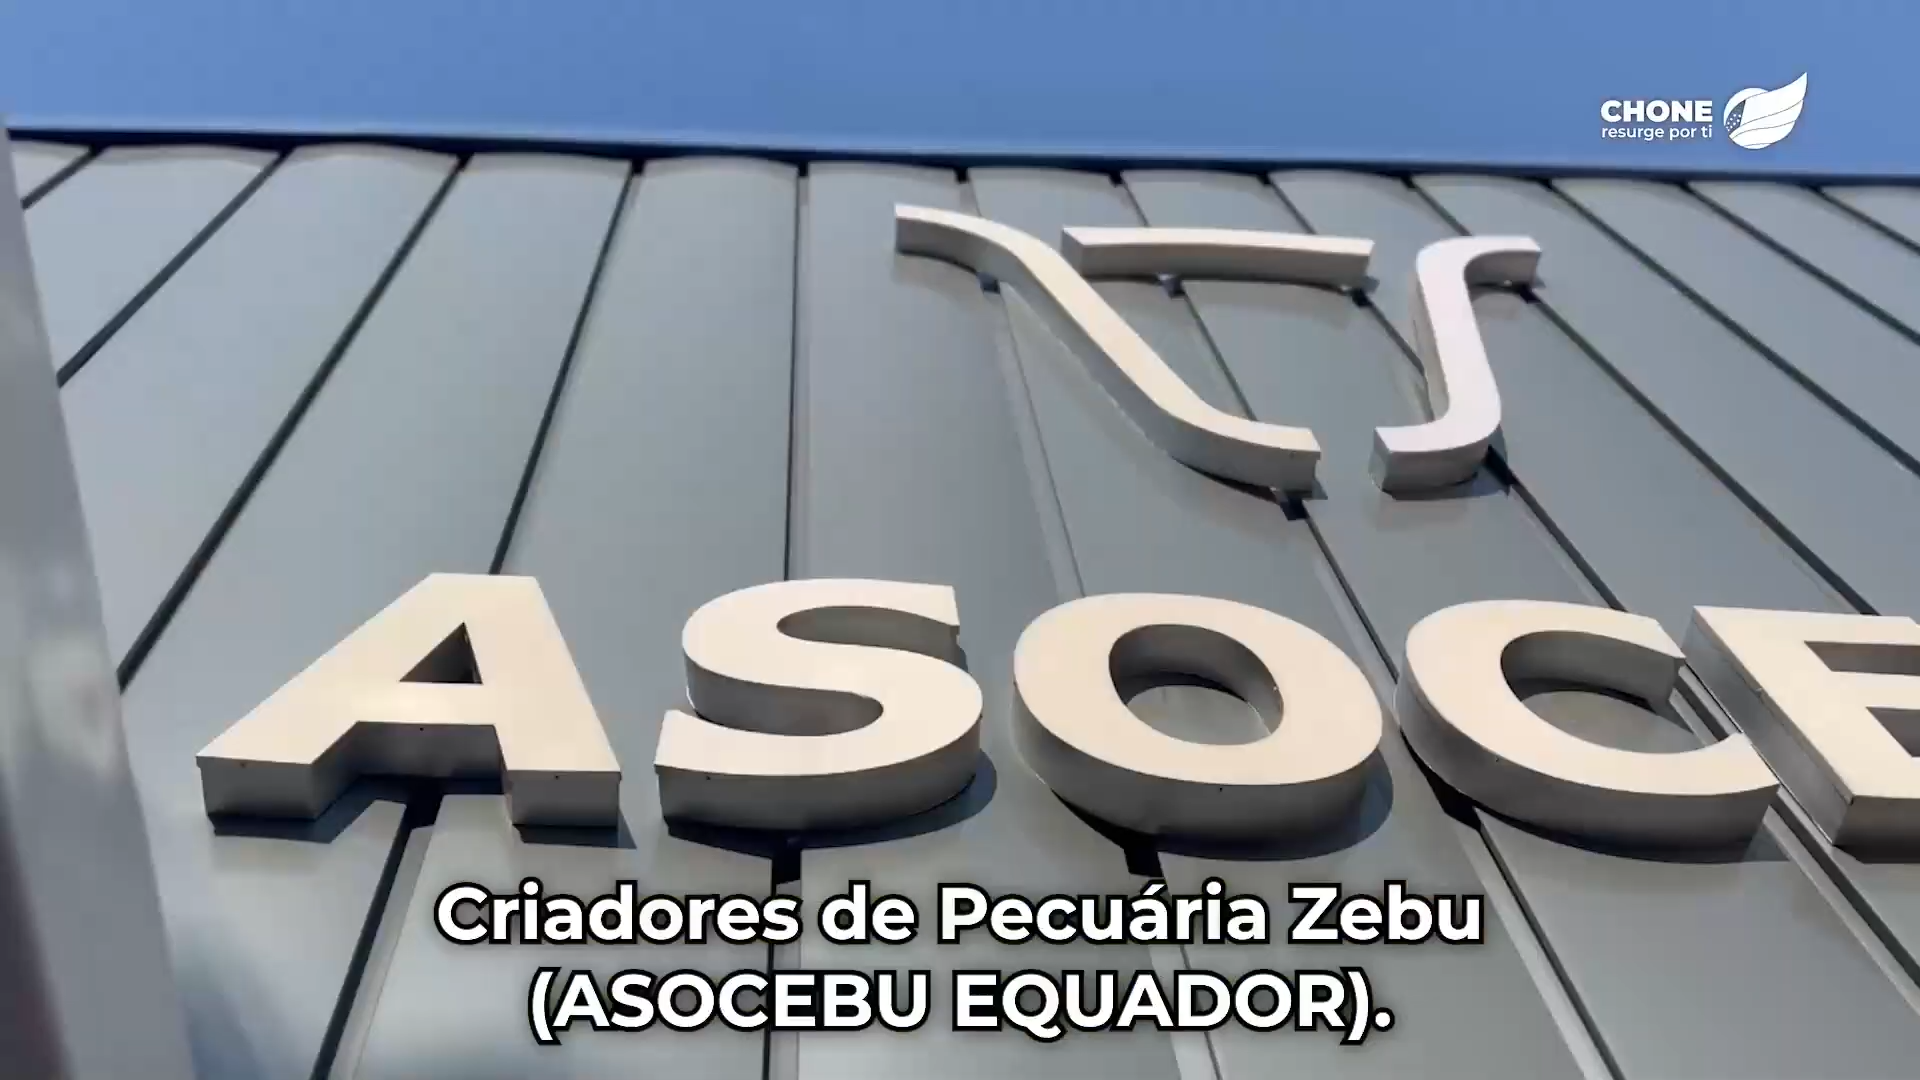 CHONE
resurge por ti
ASOCE
Criadores de Pecuária Zebu
(ASOCEBU EQUADOR).